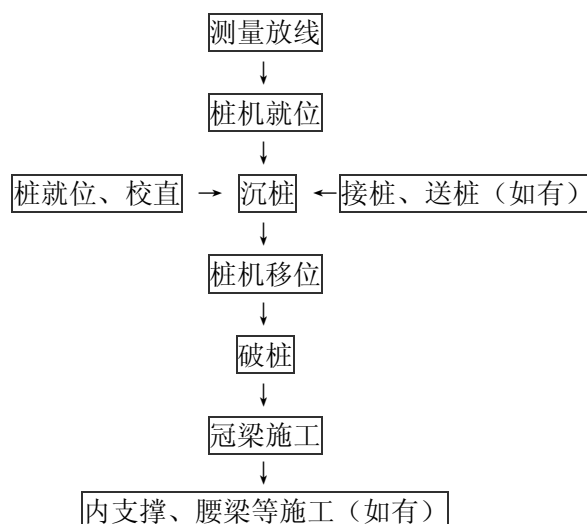 测量放线
桩机就位
桩就位、校直
沉桩
接桩、送桩（如有）
桩机移位
破桩
冠梁施工
内支撑、腰梁等施工（如有）